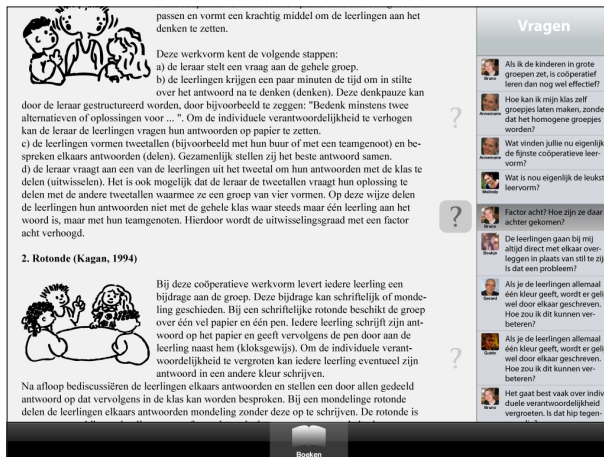 passen en vormt een krachtig middel om de leerlingen aan het
denken te zetten.
Deze werkvorm kent de volgende stappen:
a) de leraar stelt een vraag aan de gehele groep.
b) de leerlingen krijgen een paar minuten de tijd om in stilte
over het antwoord na te denken (denken). Deze denkpauze kan
door de leraar gestructureerd worden, door bijvoorbeeld te zeggen: "Bedenk minstens twee
alternatieven of oplossingen voor ... ". Om de individuele verantwoordelijkheid te verhogen
kan de leraar de leerlingen vragen hun antwoorden op papier te zetten.
c) de leerlingen vormen tweetallen (bijvoorbeeld met hun buur of met een teamgenoot) en be-
spreken elkaars antwoorden (delen). Gezamenlijk stellen zij het beste antwoord samen.
d) de leraar vraagt aan een van de leerlingen uit het tweetal om hun antwoorden met de klas te
delen (uitwisselen). Het is ook mogelijk dat de leraar de tweetallen vraagt hun oplossing te
delen met de andere tweetallen waarmee ze een groep van vier vormen. Op deze wijze delen
de leerlingen hun antwoorden niet met de gehele klas waar steeds maar één leerling aan het
woord is, maar met hun teamgenoten. Hierdoor wordt de uitwisselingsgraad met een factor
acht verhoogd.
2. Rotonde (Kagan, 1994)
Bij deze coöperatieve werkvorm levert iedere leerling een
bijdrage aan de groep. Deze bijdrage kan schriftelijk of monde-
ling geschieden. Bij een schriftelijke rotonde beschikt de groep
over één vel papier en één pen. Iedere leerling schrijft zijn ant-
woord op het papier en geeft vervolgens de pen door aan de
leerling naast hem (kloksgewijs). Om de individuele verant-
woordelijkheid te vergroten kan iedere leerling eventueel zijn
antwoord in een andere kleur schrijven.
Na afloop bediscussiëren de leerlingen elkaars antwoorden en stellen een door allen gedeeld
antwoord op dat vervolgens in de klas kan worden besproken. Bij een mondelinge rotonde
delen de leerlingen elkaars antwoorden mondeling zonder deze op te schrijven. De rotonde is
?
?
?
Vragen
Als ik de kinderen in grote
groepen zet, is coöperatief
leren dan nog wel effectief?
Bruno
Hoe kan ik mijn klas zelf
groepjes laten maken, zonder
dat het homogene groepjes
worden?
Annemarie
Wat vinden jullie nu eigenlijk
de fijnste coöperatieve leer-
vorm?
Annemarie
Wat is nou eigenlijk de leukste
leervorm?
Factor acht? Hoe zijn ze daar
achter gekomen?
Bruno
De leerlingen gaan bij mij
altijd direct met elkaar over-
leggen in plaats van stil te zij
Is dat een probleem?
Als je de leerlingen allemaal
één kleur geeft, wordt er geli
wel door elkaar geschreven.
Hoe zou ik dit kunnen ver-
beteren?
Gerard
Als je de leerlingen allemaal
één kleur geeft, wordt er geli
wel door elkaar geschreven.
Hoe zou ik dit kunnen ver-
beteren?
Guido
Het gaat best vaak over indiv
duele verantwoordelijkheid
vergroeten. Is dat hip tegen-
Bruno
Boeken